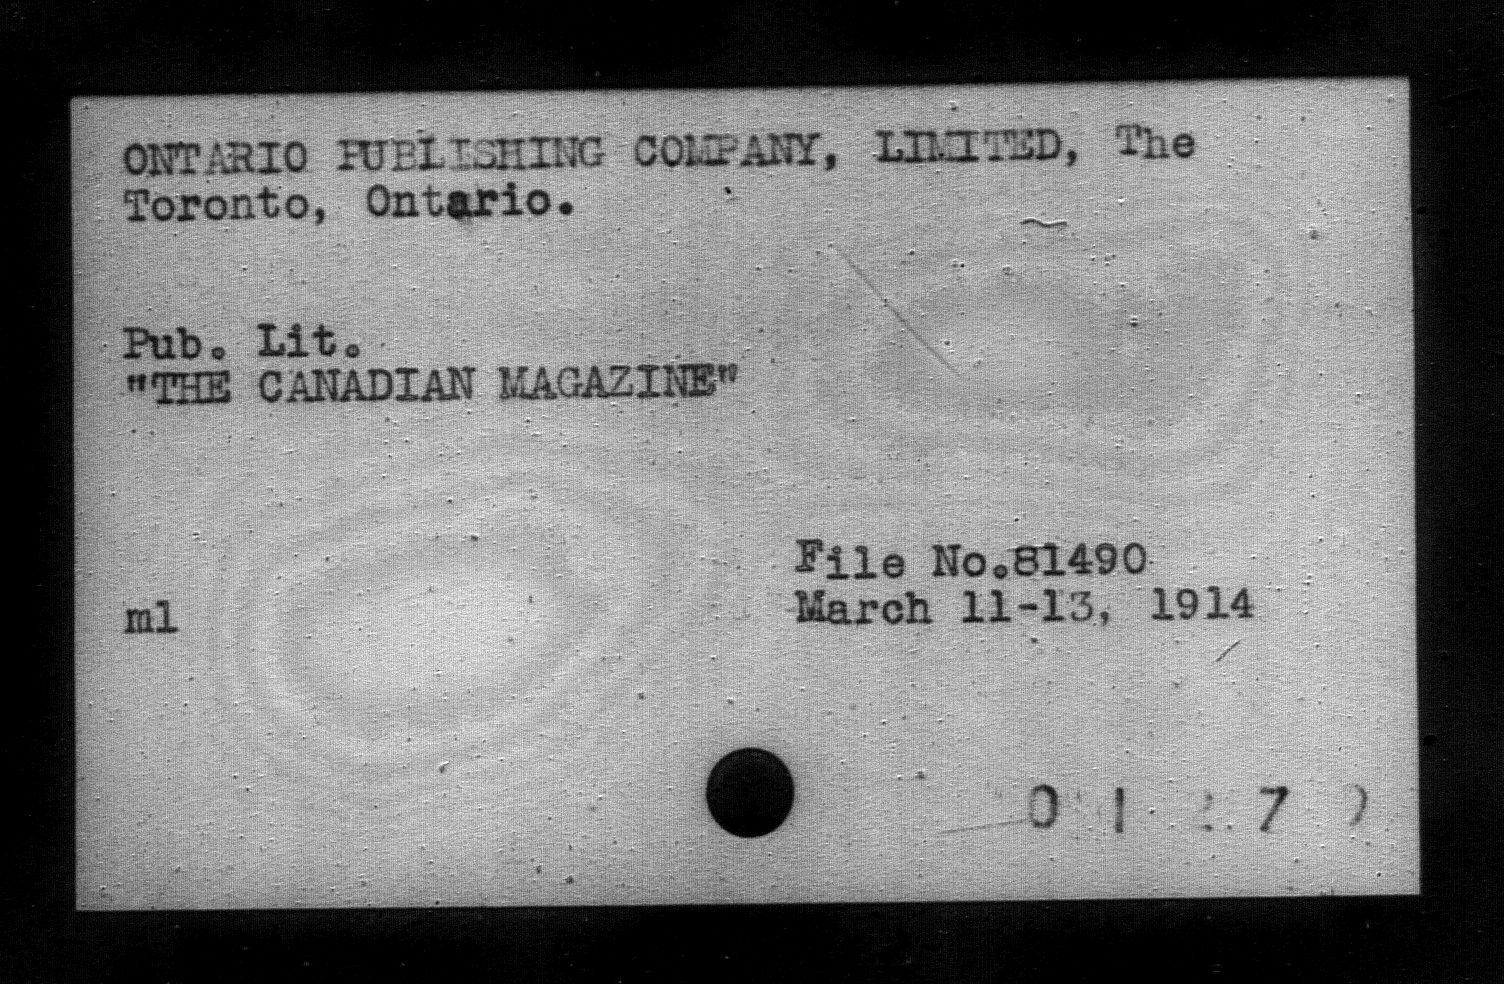 ONTARIO PUBLISHING COMPANY, LIMITED, The
Toronto, Ontario.
Pub. Lit.
"THE CANADIAN MAGAZINE"
File No.81490
ml
March 11-13, 1914